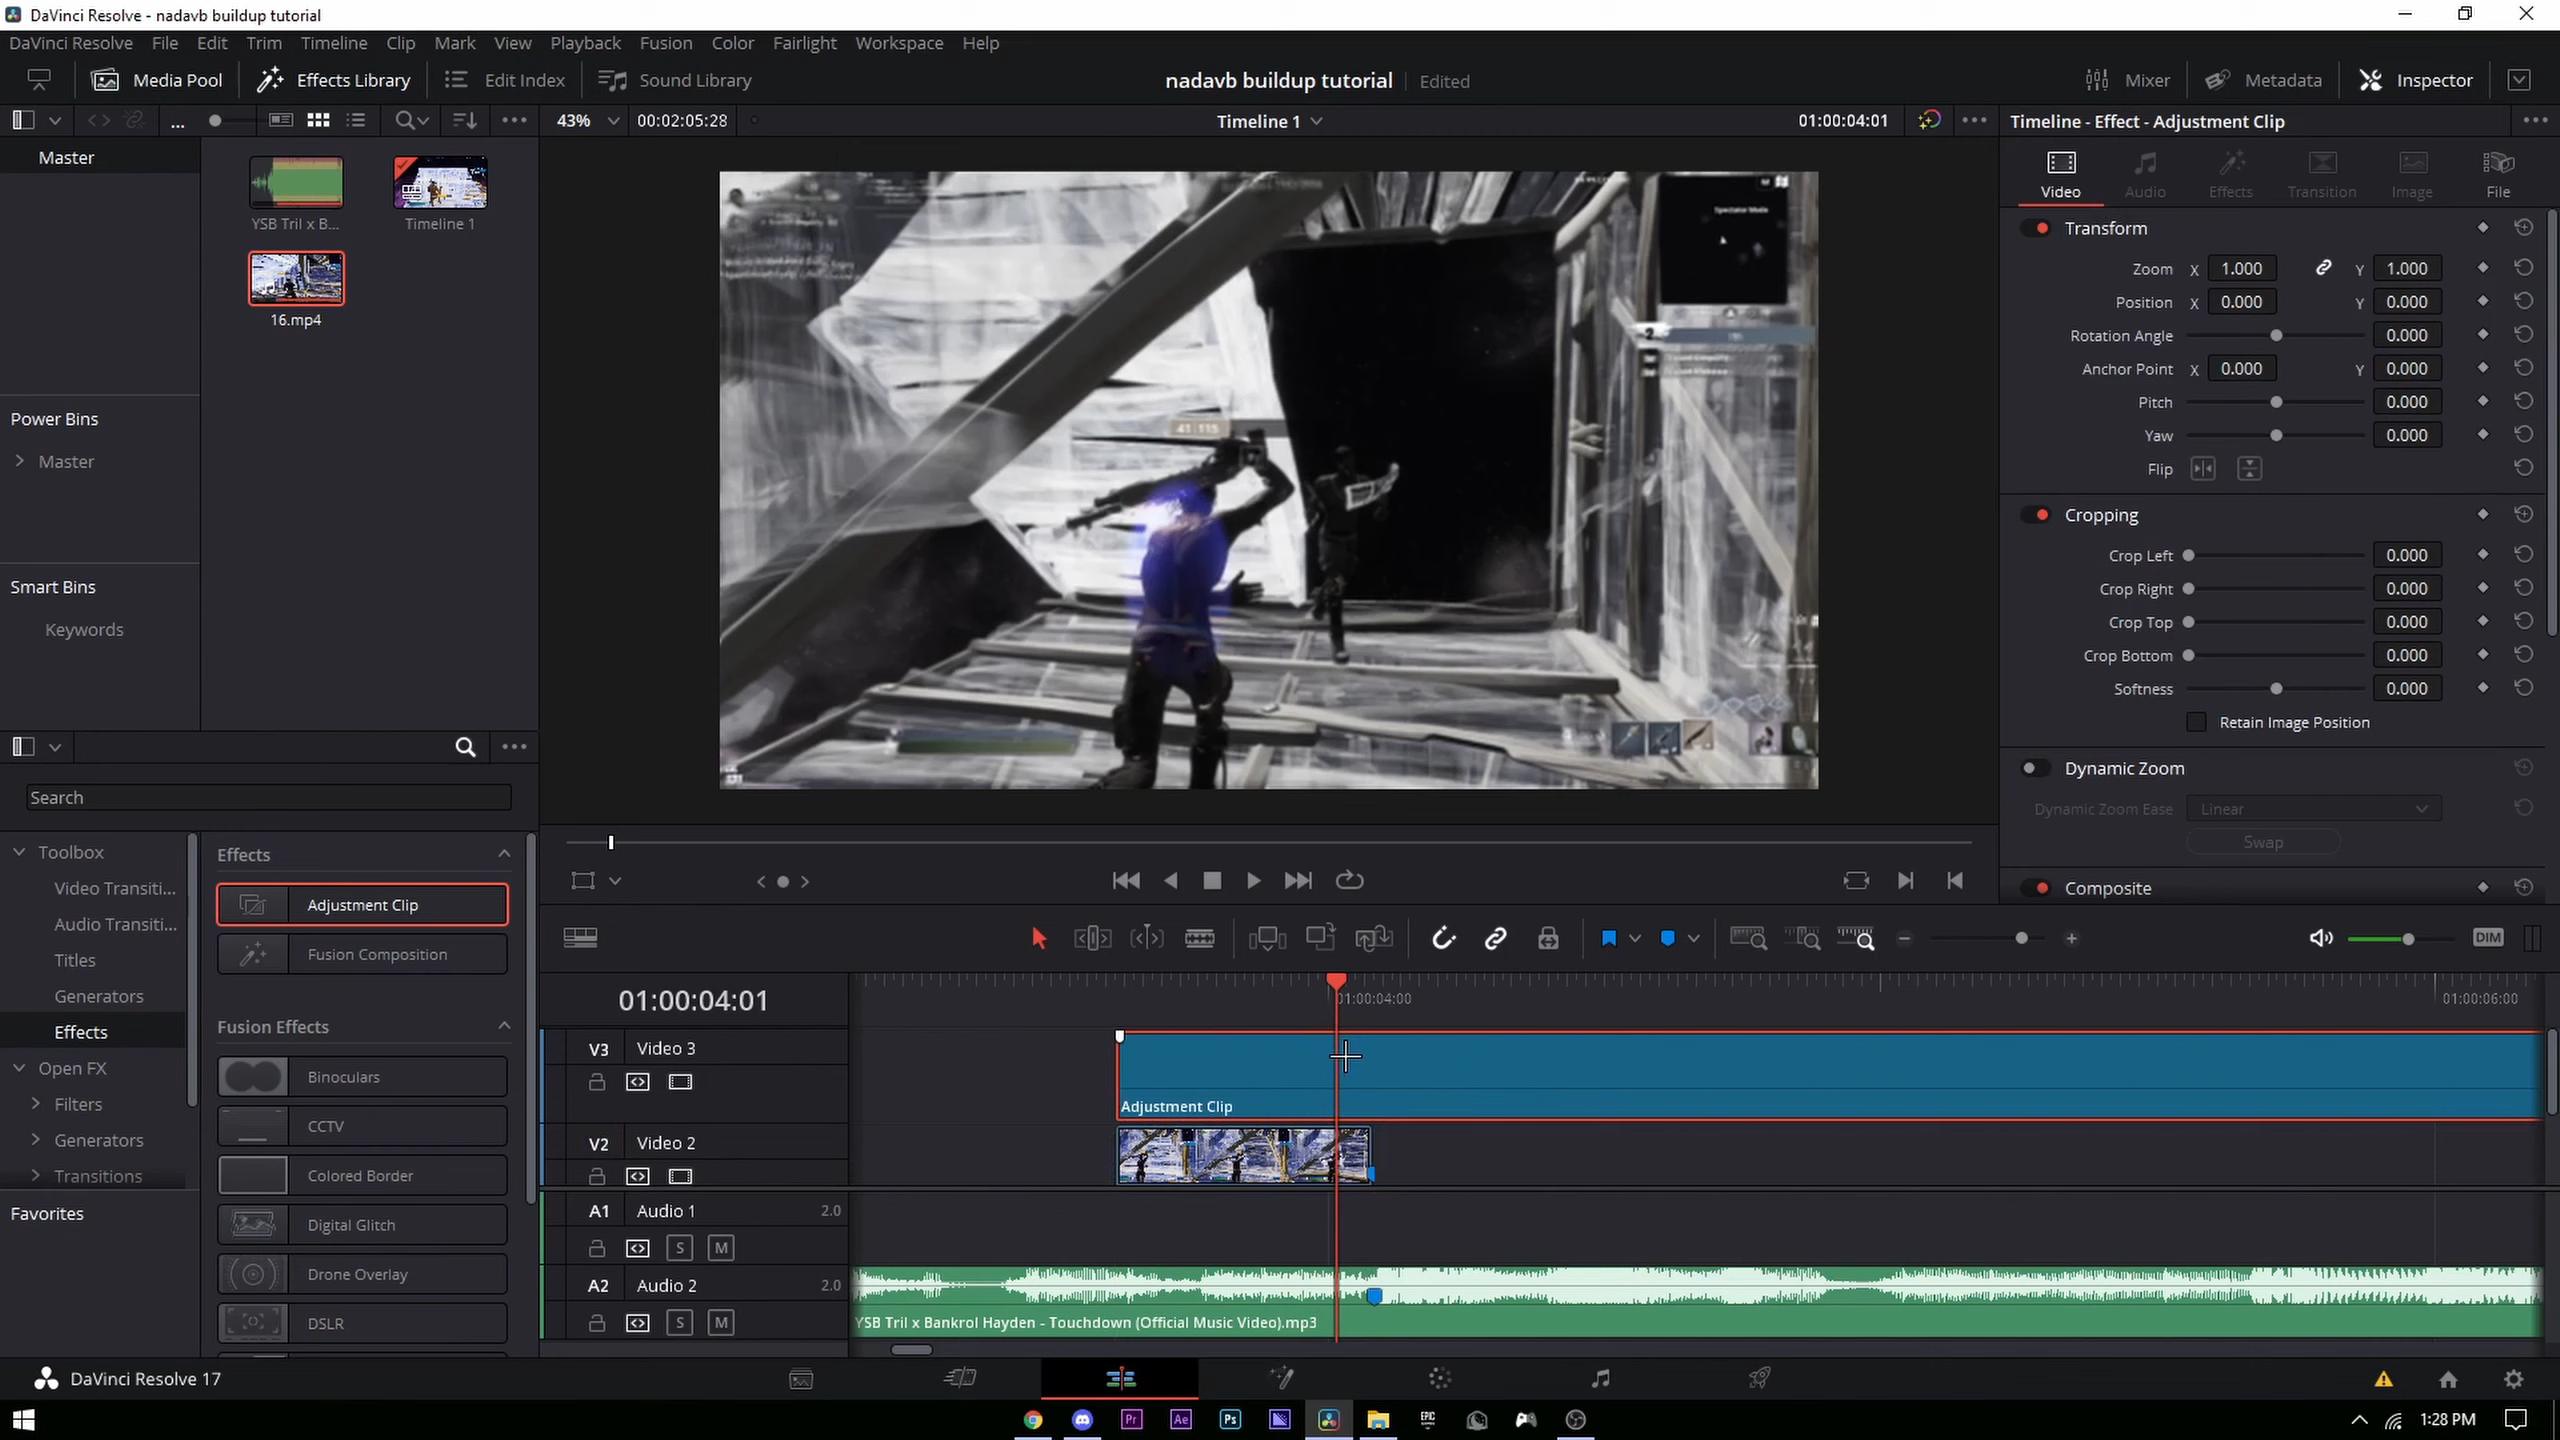 DaVinci Resolve - nadavb buildup tutorial
DaVinci Resolve File Edit Trim Timeline Clip Mark View Playback Fusion Color Fairlight Workspace Help
Media Pool Effects Library Edit Index Sound Library nadavb buildup tutorial Edited Mixer Metadata Inspector
... 43% 00:02:05:28 Timeline 1 01:00:04:01 Timeline - Effect - Adjustment Clip
Master
YSB Tril x B... Timeline 1
16.mp4
Power Bins
Master
Smart Bins
Keywords
Spectator Mode
41 115
Video Audio Effects Transition Image File
Transform
Zoom X 1.000 Y 1.000
Position X 0.000 Y 0.000
Rotation Angle 0.000
Anchor Point X 0.000 Y 0.000
Pitch 0.000
Yaw 0.000
Flip
Cropping
Crop Left 0.000
Crop Right 0.000
Crop Top 0.000
Crop Bottom 0.000
Softness 0.000
Retain Image Position
Dynamic Zoom
Dynamic Zoom Ease Linear
Swap
Composite
Search
Toolbox
Video Transiti...
Audio Transiti...
Titles
Generators
Effects
Open FX
Filters
Generators
Transitions
Favorites
Effects
Adjustment Clip
Fusion Composition
Fusion Effects
Binoculars
CCTV
Colored Border
Digital Glitch
Drone Overlay
DSLR
DIM
01:00:04:01 01:00:04:00 01:00:06:00
V3 Video 3
Adjustment Clip
V2 Video 2
A1 Audio 1 2.0
S M
A2 Audio 2 2.0
S M
YSB Tril x Bankrol Hayden - Touchdown (Official Music Video).mp3
DaVinci Resolve 17
Pr Ae Ps EPIC 1:28 PM